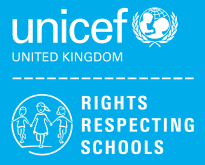 unicef
UNITED KINGDOM
RIGHTS
RESPECTING
SCHOOLS